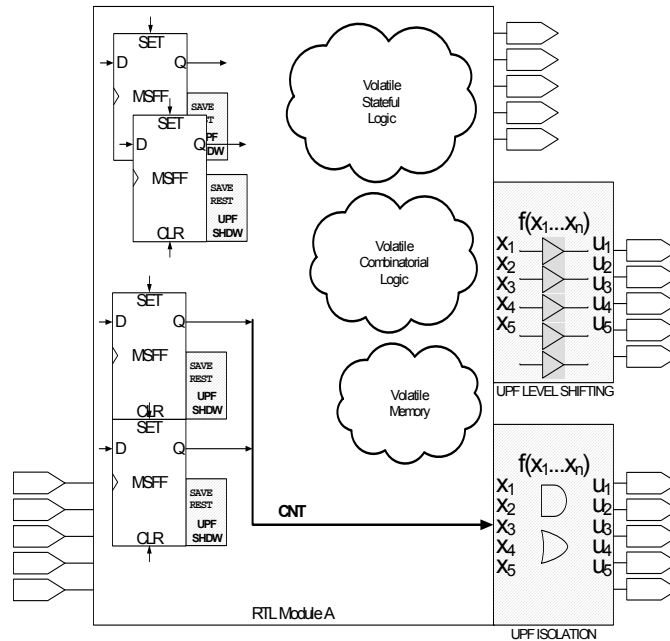 SET
D
Q
MSFF
SAVE
UPF
SHDW
SET
D
Q
MSFF
CLR
SAVE
REST
UPF
SHDW
Volatile
Stateful
Logic
Volatile
Combinatorial
Logic
Volatile
Memory
SET
D
Q
MSFF
CLR
SAVE
REST
UPF
SHDW
SET
D
Q
MSFF
CLR
SAVE
REST
UPF
SHDW
CNT
RTL Module A
f(x1...xn)
x1 u1
x2 u2
x3 u3
x4 u4
x5 u5
UPF LEVEL SHIFTING
f(x1...xn)
x1 u1
x2 u2
x3 u3
x4 u4
x5 u5
UPF ISOLATION